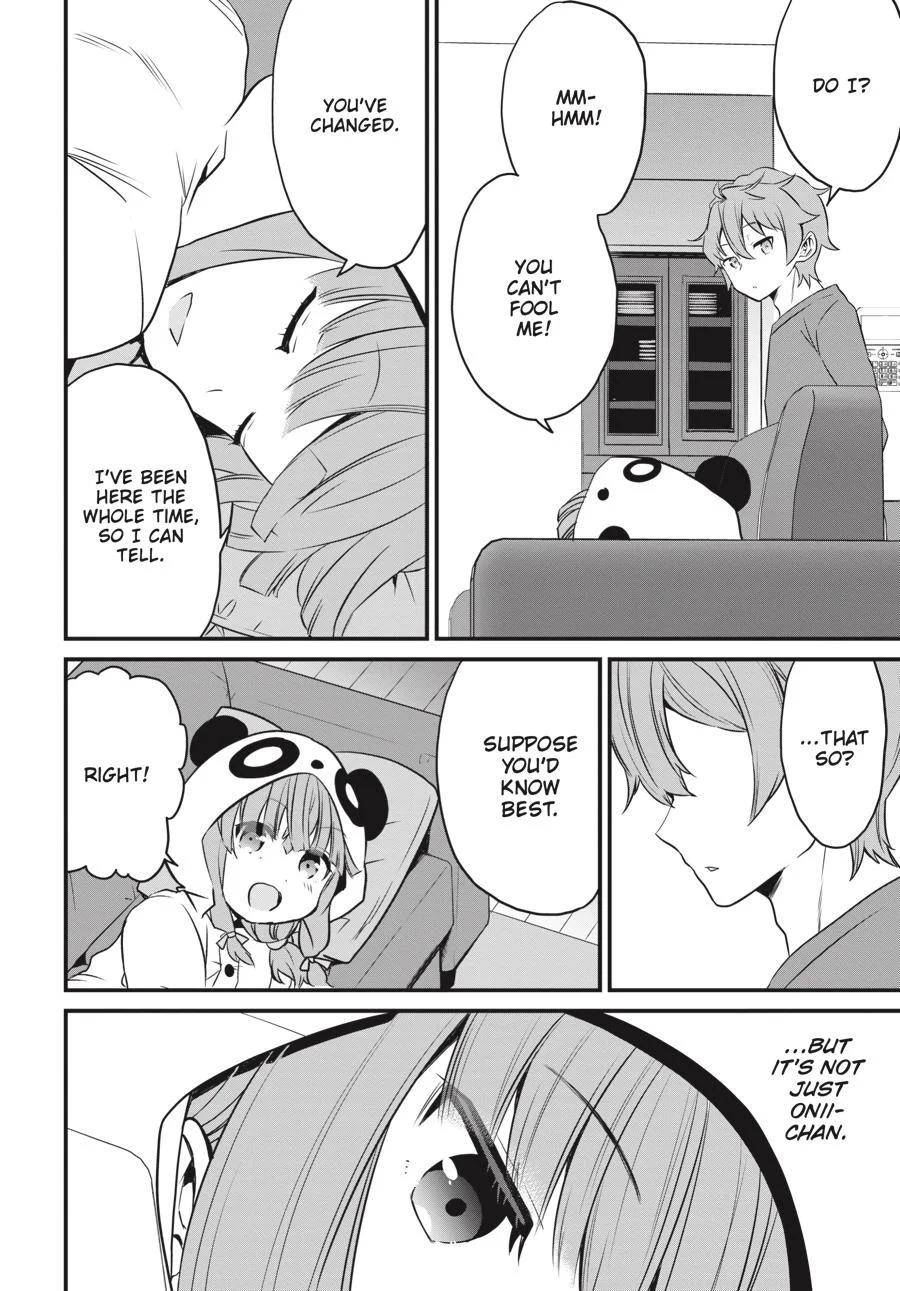 DO I?
MM-
HMM!
YOU
CAN'T
FOOL
ME!
YOU'VE
CHANGED.
I'VE BEEN
HERE THE
WHOLE TIME,
SO I CAN
TELL.
...THAT
SO?
SUPPOSE
YOU'D
KNOW
BEST.
RIGHT!
...BUT
IT'S NOT
JUST
ONII-
CHAN.